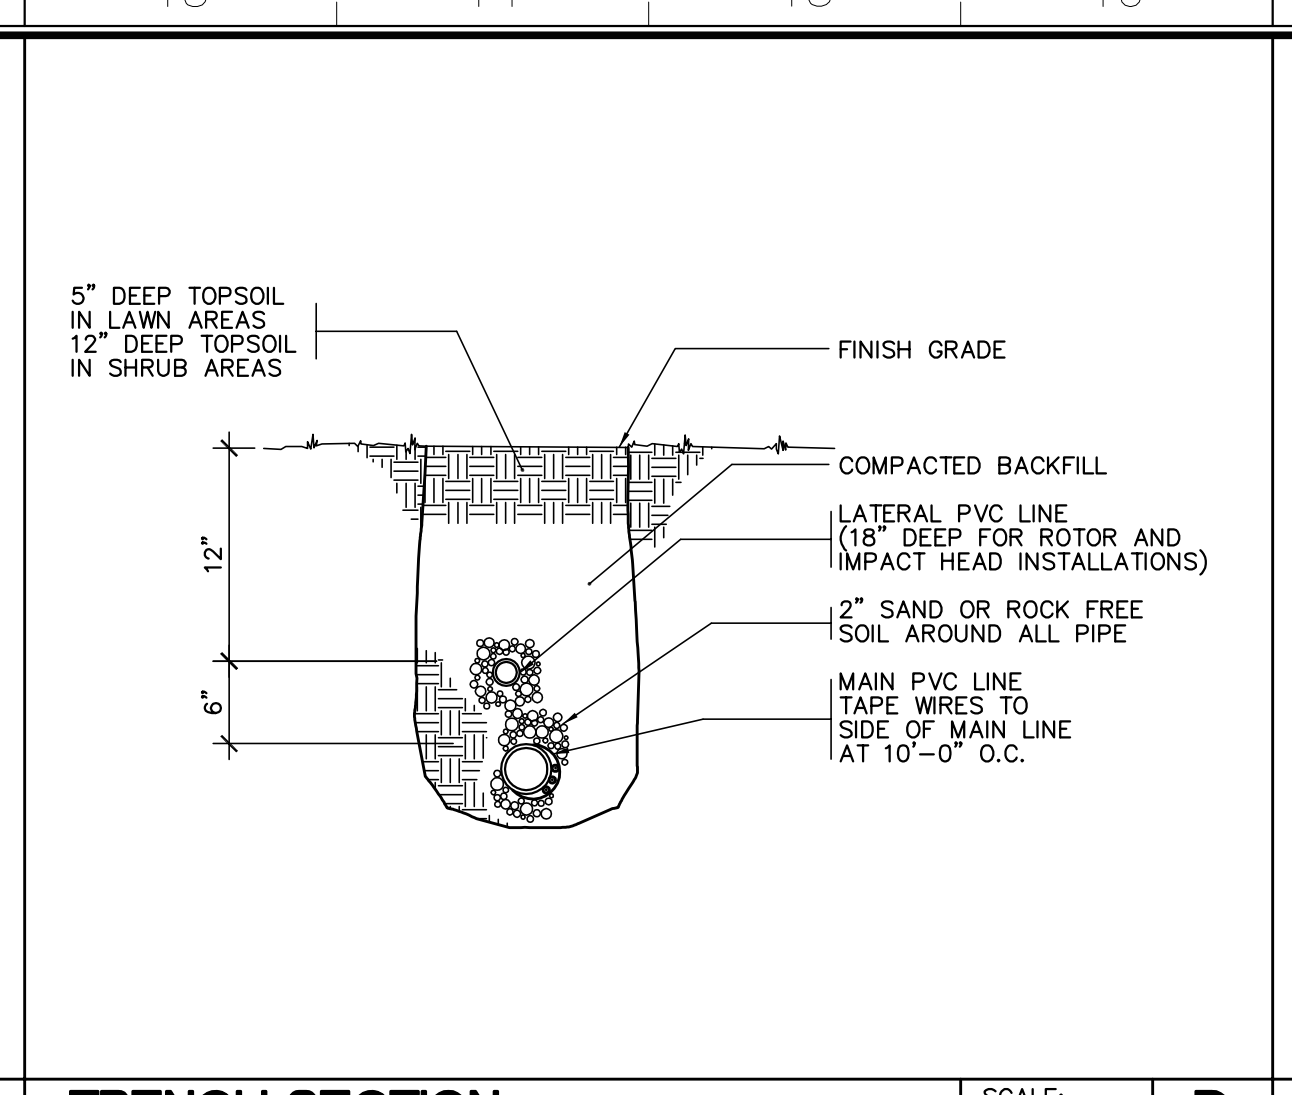 5” DEEP TOPSOIL
IN LAWN AREAS
12” DEEP TOPSOIL
IN SHRUB AREAS
FINISH GRADE
COMPACTED BACKFILL
LATERAL PVC LINE
(18” DEEP FOR ROTOR AND
IMPACT HEAD INSTALLATIONS)
2” SAND OR ROCK FREE
SOIL AROUND ALL PIPE
MAIN PVC LINE
TAPE WIRES TO
SIDE OF MAIN LINE
AT 10’-0” O.C.
12”
6”
TRENCH SECTION
SCALE: